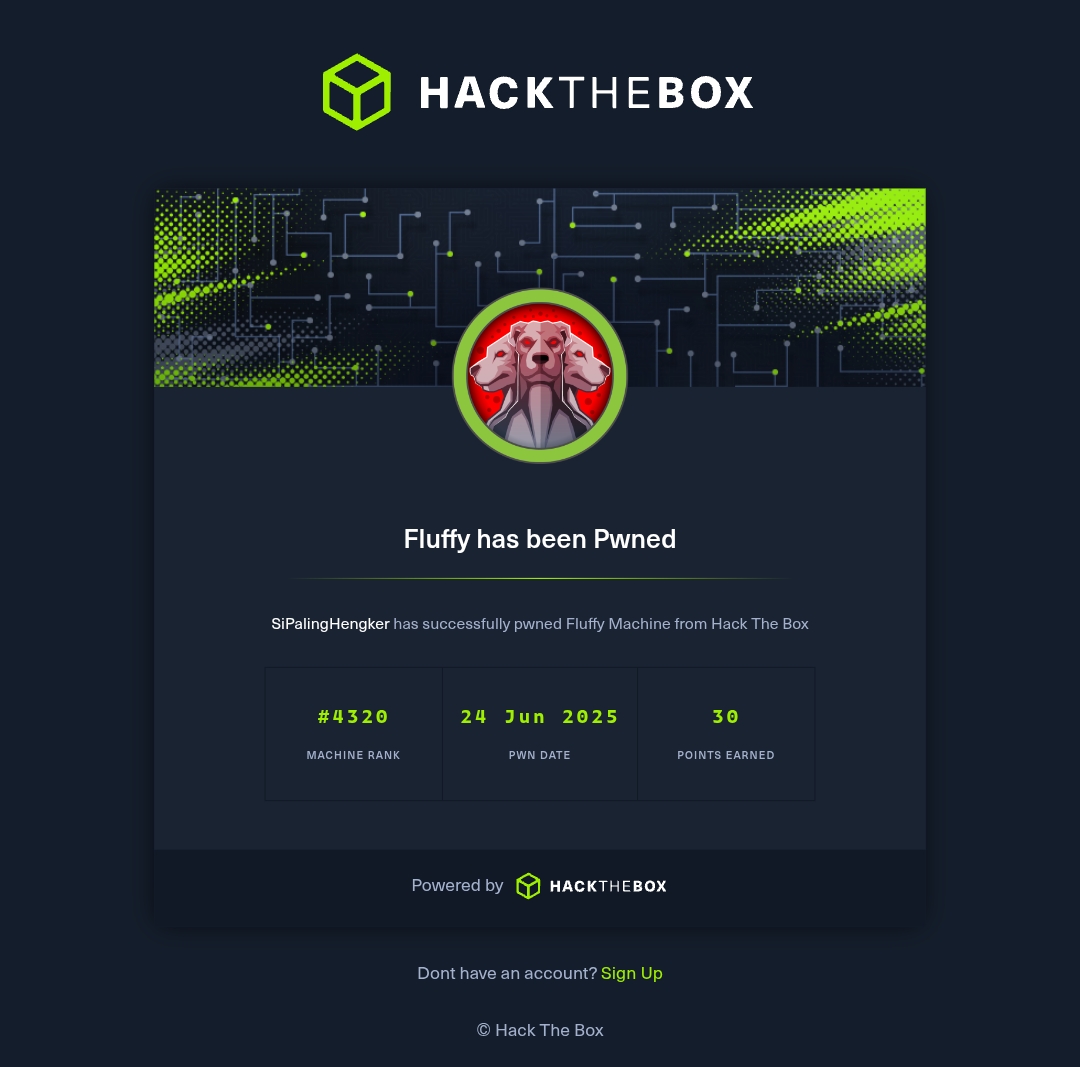 HACKTHEBOX
Fluffy has been Pwned
SiPalingHengker has successfully pwned Fluffy Machine from Hack The Box
#4320
24 Jun 2025
30
MACHINE RANK
PWN DATE
POINTS EARNED
Powered by HACKTHEBOX
Dont have an account? Sign Up
© Hack The Box